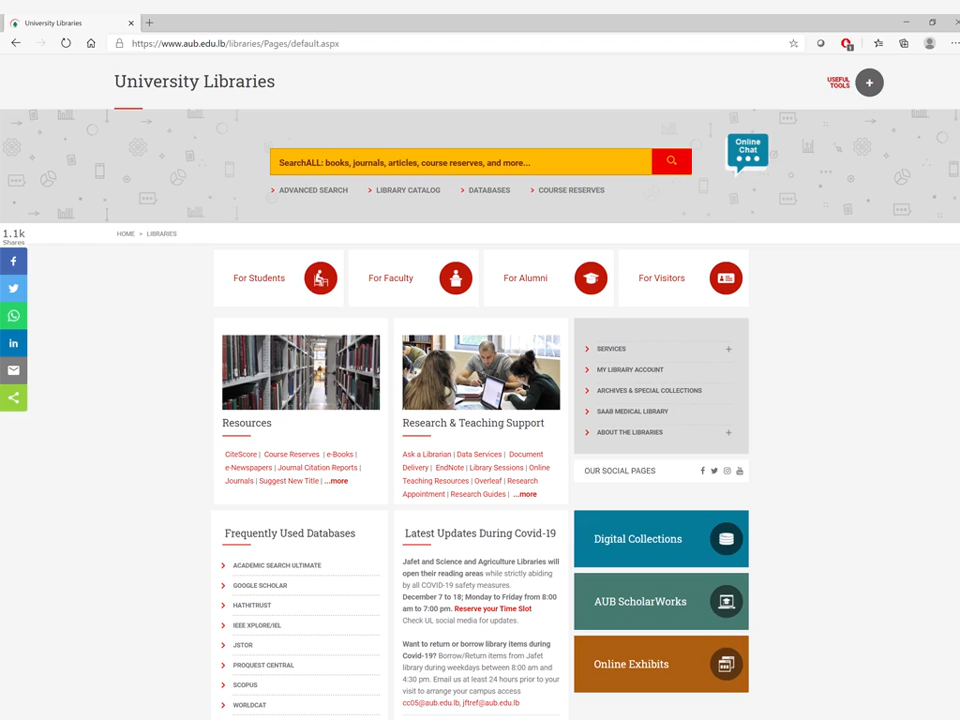 University Libraries
https://www.aub.edu.lb/libraries/Pages/default.aspx
1
University Libraries
USEFUL
TOOLS
SearchALL: books, journals, articles, course reserves, and more...
Online
Chat
ADVANCED SEARCH
LIBRARY CATALOG
DATABASES
COURSE RESERVES
1.1k
Shares
HOME > LIBRARIES
For Students
For Faculty
For Alumni
For Visitors
Resources
CiteScore | Course Reserves | e-Books |
e-Newspapers | Journal Citation Reports |
Journals | Suggest New Title | ...more
Research & Teaching Support
Ask a Librarian | Data Services | Document
Delivery | EndNote | Library Sessions | Online
Teaching Resources | Overleaf | Research
Appointment | Research Guides | ...more
SERVICES
MY LIBRARY ACCOUNT
ARCHIVES & SPECIAL COLLECTIONS
SAAB MEDICAL LIBRARY
ABOUT THE LIBRARIES
OUR SOCIAL PAGES
Frequently Used Databases
ACADEMIC SEARCH ULTIMATE
GOOGLE SCHOLAR
HATHITRUST
IEEE XPLORE/IEL
JSTOR
PROQUEST CENTRAL
SCOPUS
WORLDCAT
Latest Updates During Covid-19
Jafet and Science and Agriculture Libraries will
open their reading areas while strictly abiding
by all COVID-19 safety measures.
December 7 to 18; Monday to Friday from 8:00
am to 7:00 pm. Reserve your Time Slot
Check UL social media for updates.
Want to return or borrow library items during
Covid-19? Borrow/Return items from Jafet
library during weekdays between 8:00 am and
4:30 pm. Email us at least 24 hours prior to your
visit to arrange your campus access
cc05@aub.edu.lb, jftref@aub.edu.lb
Digital Collections
AUB ScholarWorks
Online Exhibits